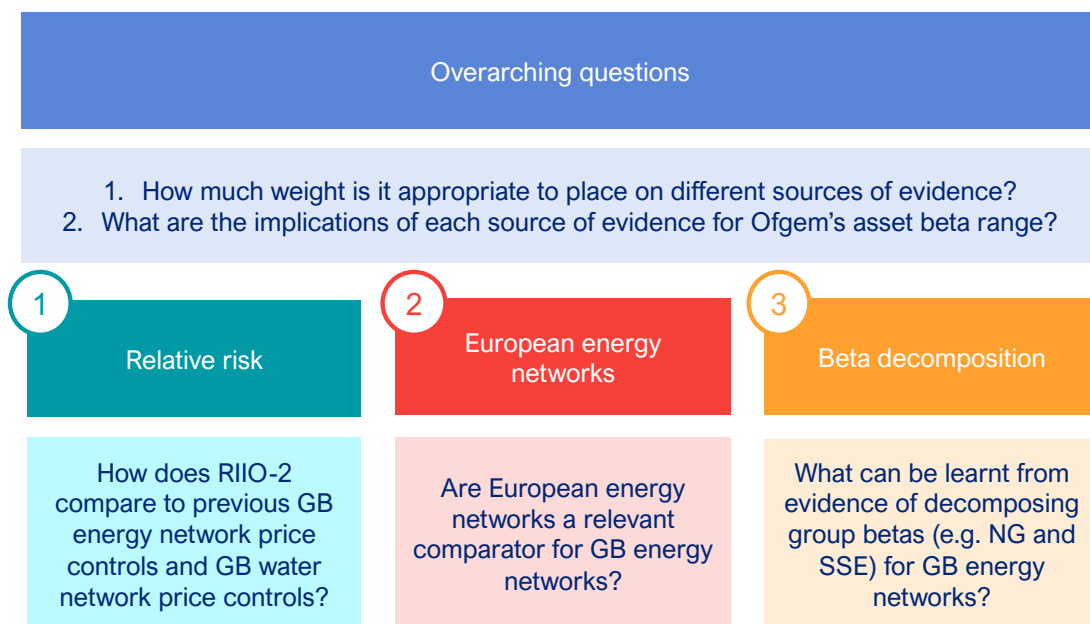 Overarching questions
1. How much weight is it appropriate to place on different sources of evidence?
2. What are the implications of each source of evidence for Ofgem's asset beta range?
1
Relative risk
How does RIIO-2
compare to previous GB
energy network price
controls and GB water
network price controls?
2
European energy
networks
Are European energy
networks a relevant
comparator for GB energy
networks?
3
Beta decomposition
What can be learnt from
evidence of decomposing
group betas (e.g. NG and
SSE) for GB energy
networks?